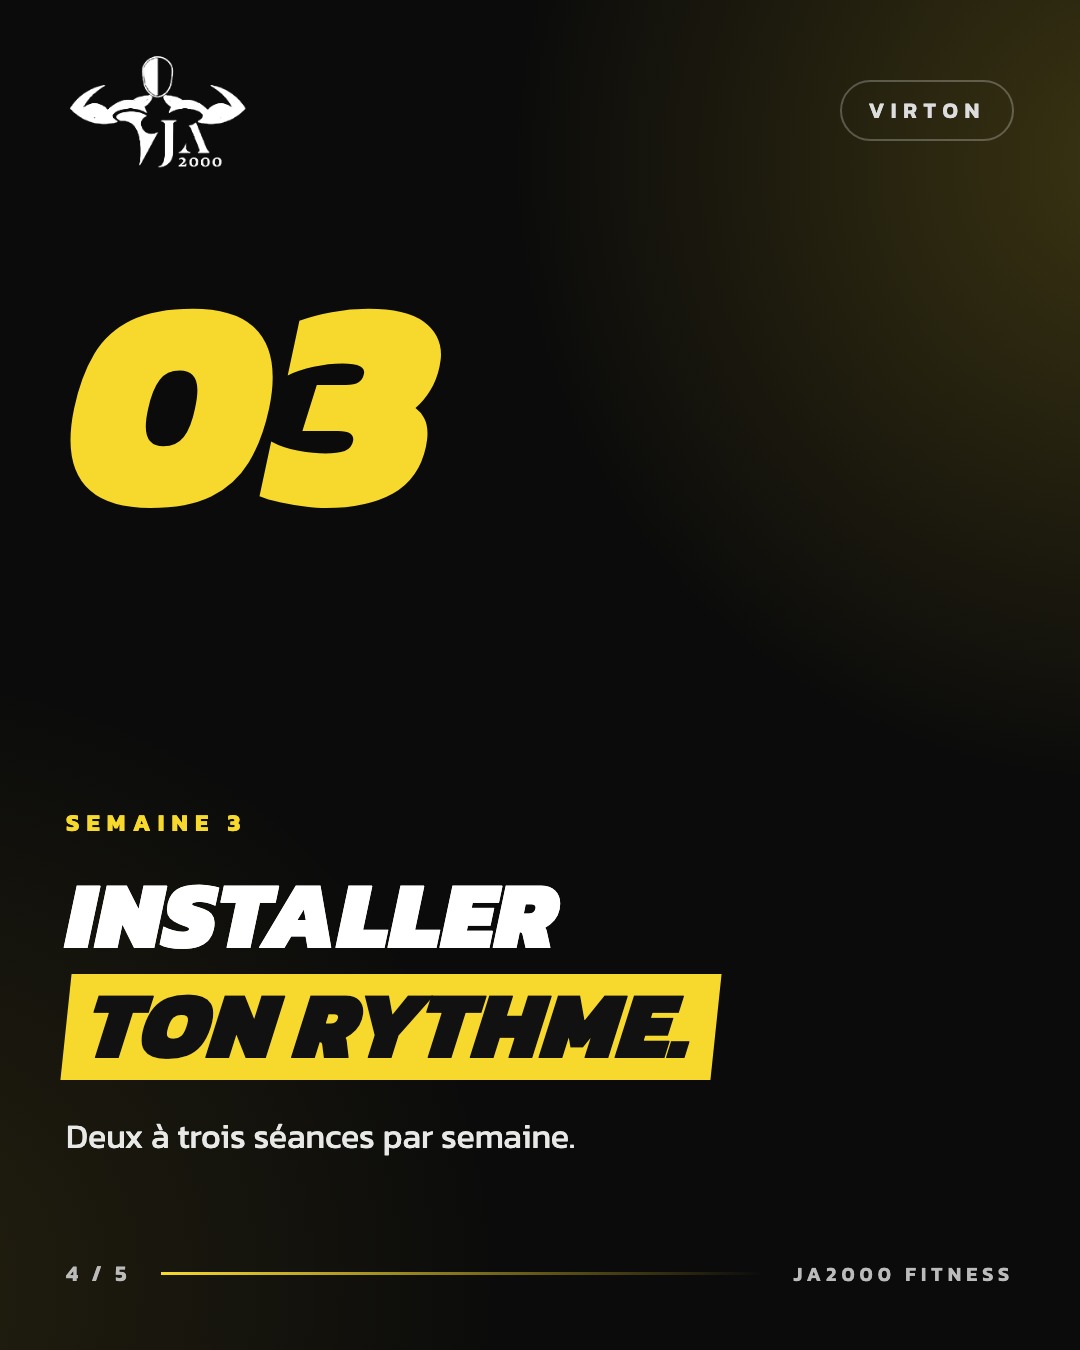 JA
2000
VIRTON
03
SEMAINE 3
INSTALLER
TON RYTHME.
Deux à trois séances par semaine.
4 / 5
JA2000 FITNESS